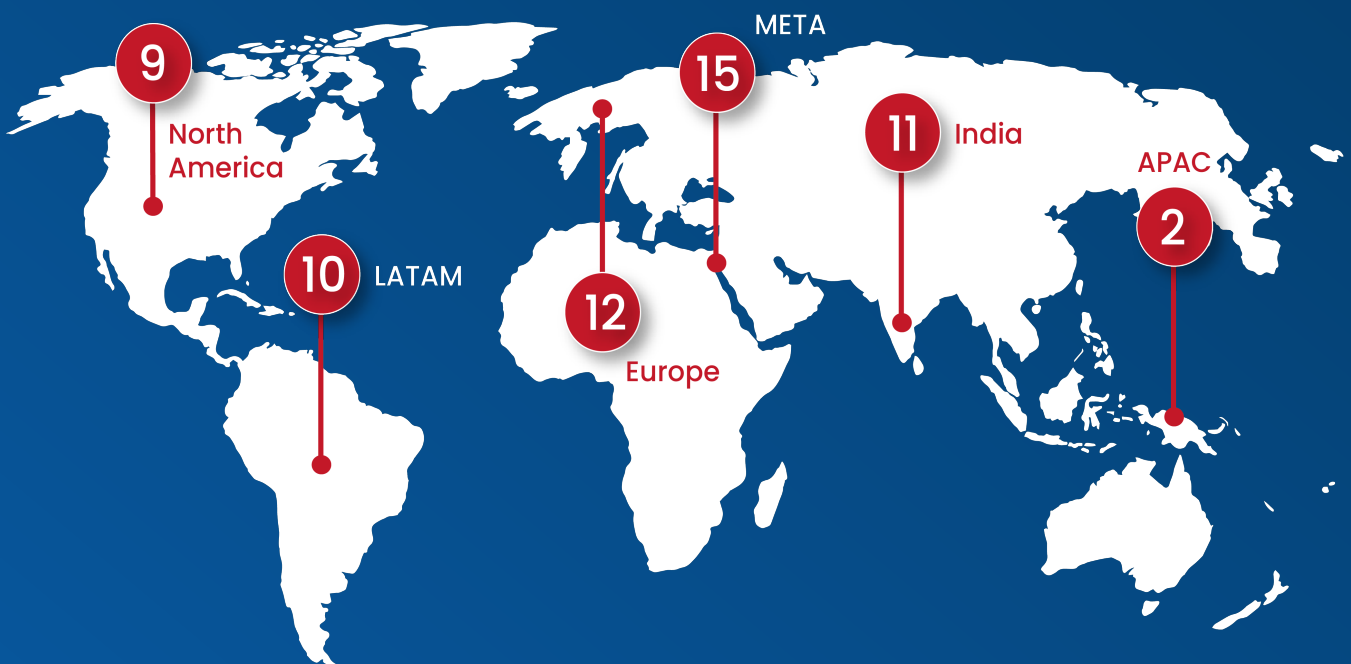 9
North
America
10
LATAM
12
Europe
META
15
11
India
APAC
2